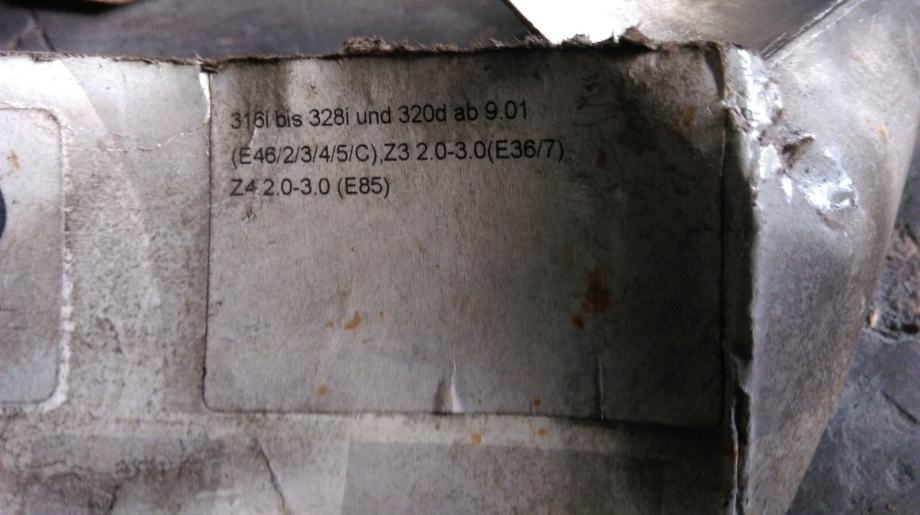 316i bis 328i und 320d ab 9.01
(E46/2/3/4/5/C),Z3 2.0-3.0(E36/7)
Z4 2.0-3.0 (E85)